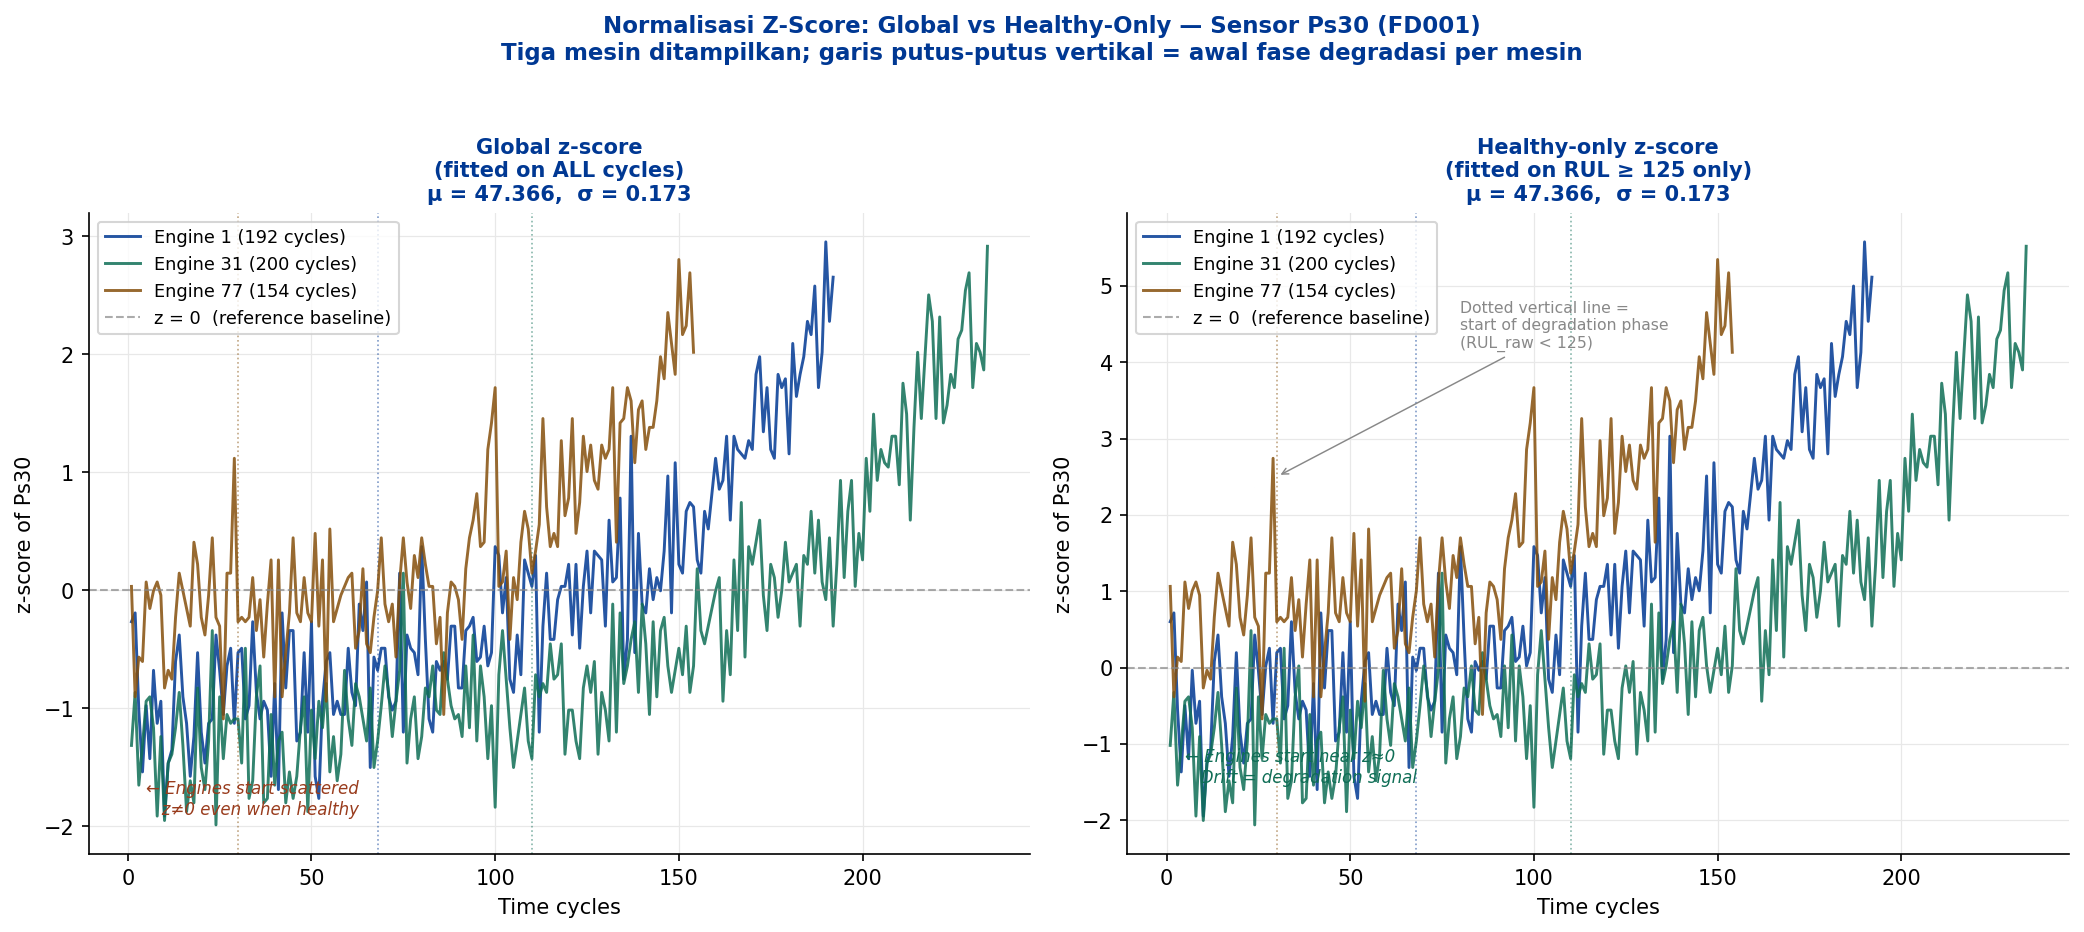 Normalisasi Z-Score: Global vs Healthy-Only — Sensor Ps30 (FD001)
Tiga mesin ditampilkan; garis putus-putus vertikal = awal fase degradasi per mesin
Global z-score
(fitted on ALL cycles)
μ = 47.366,  σ = 0.173
Engine 1 (192 cycles)
Engine 31 (200 cycles)
Engine 77 (154 cycles)
z = 0  (reference baseline)
3
2
1
0
−1
−2
z-score of Ps30
← Engines start scattered
z≠0 even when healthy
0
50
100
150
200
Time cycles
Healthy-only z-score
(fitted on RUL ≥ 125 only)
μ = 47.366,  σ = 0.173
Engine 1 (192 cycles)
Engine 31 (200 cycles)
Engine 77 (154 cycles)
z = 0  (reference baseline)
Dotted vertical line =
start of degradation phase
(RUL_raw < 125)
5
4
3
2
1
0
−1
−2
z-score of Ps30
← Engines start near z≈0
Drift = degradation signal
0
50
100
150
200
Time cycles